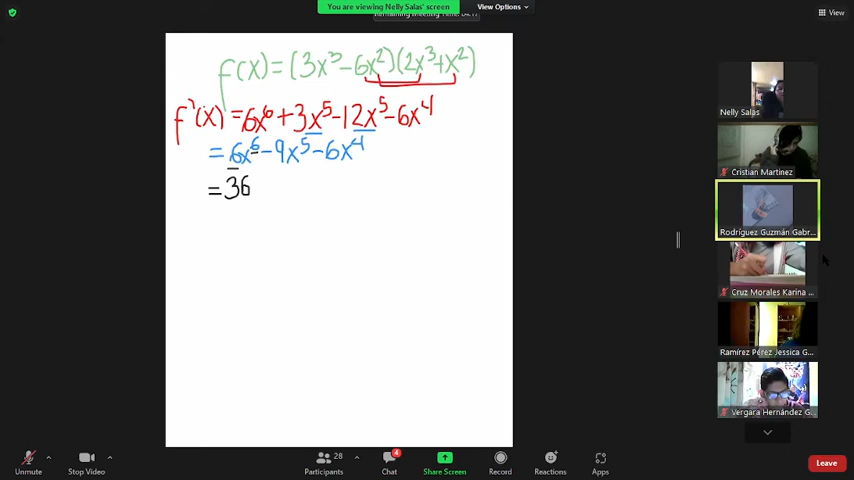 You are viewing Nelly Salas' screen
View Options
View
f(x) = (3x³ - 6x²)(2x³ + x²)
f'(x) = 6x⁶ + 3x⁵ - 12x⁵ - 6x⁴
= 6x⁶ - 9x⁵ - 6x⁴
= 36
Nelly Salas
Cristian Martinez
Rodríguez Guzmán Gabr...
Cruz Morales Karina ...
Ramírez Pérez Jessica G...
Vergara Hernández G...
Unmute
Stop Video
28
Participants
4
Chat
Share Screen
Record
Reactions
Apps
Leave